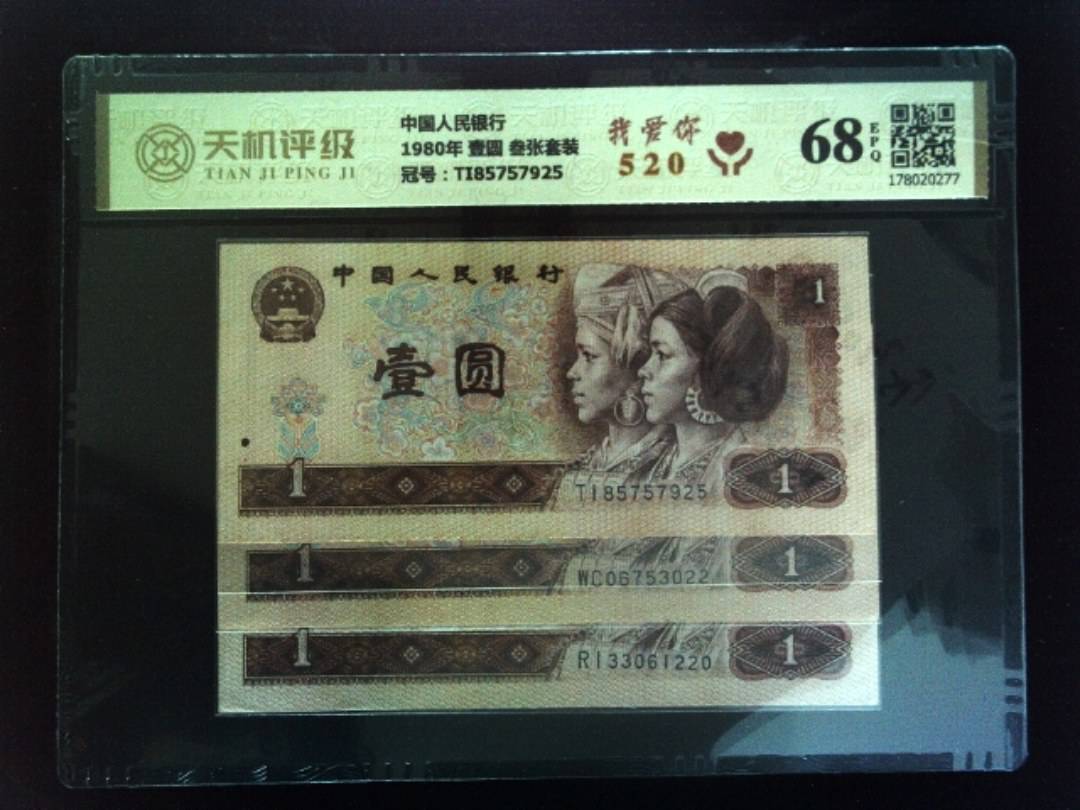 天机评级
TIAN JI PING JI
中国人民银行
1980年 壹圆 叁张套装
冠号：TI85757925
我爱你
520
68
EPQ
178020277
中国人民银行
1
壹圆
1
TI85757925
1
1
WC06753022
1
1
RI33061220
1